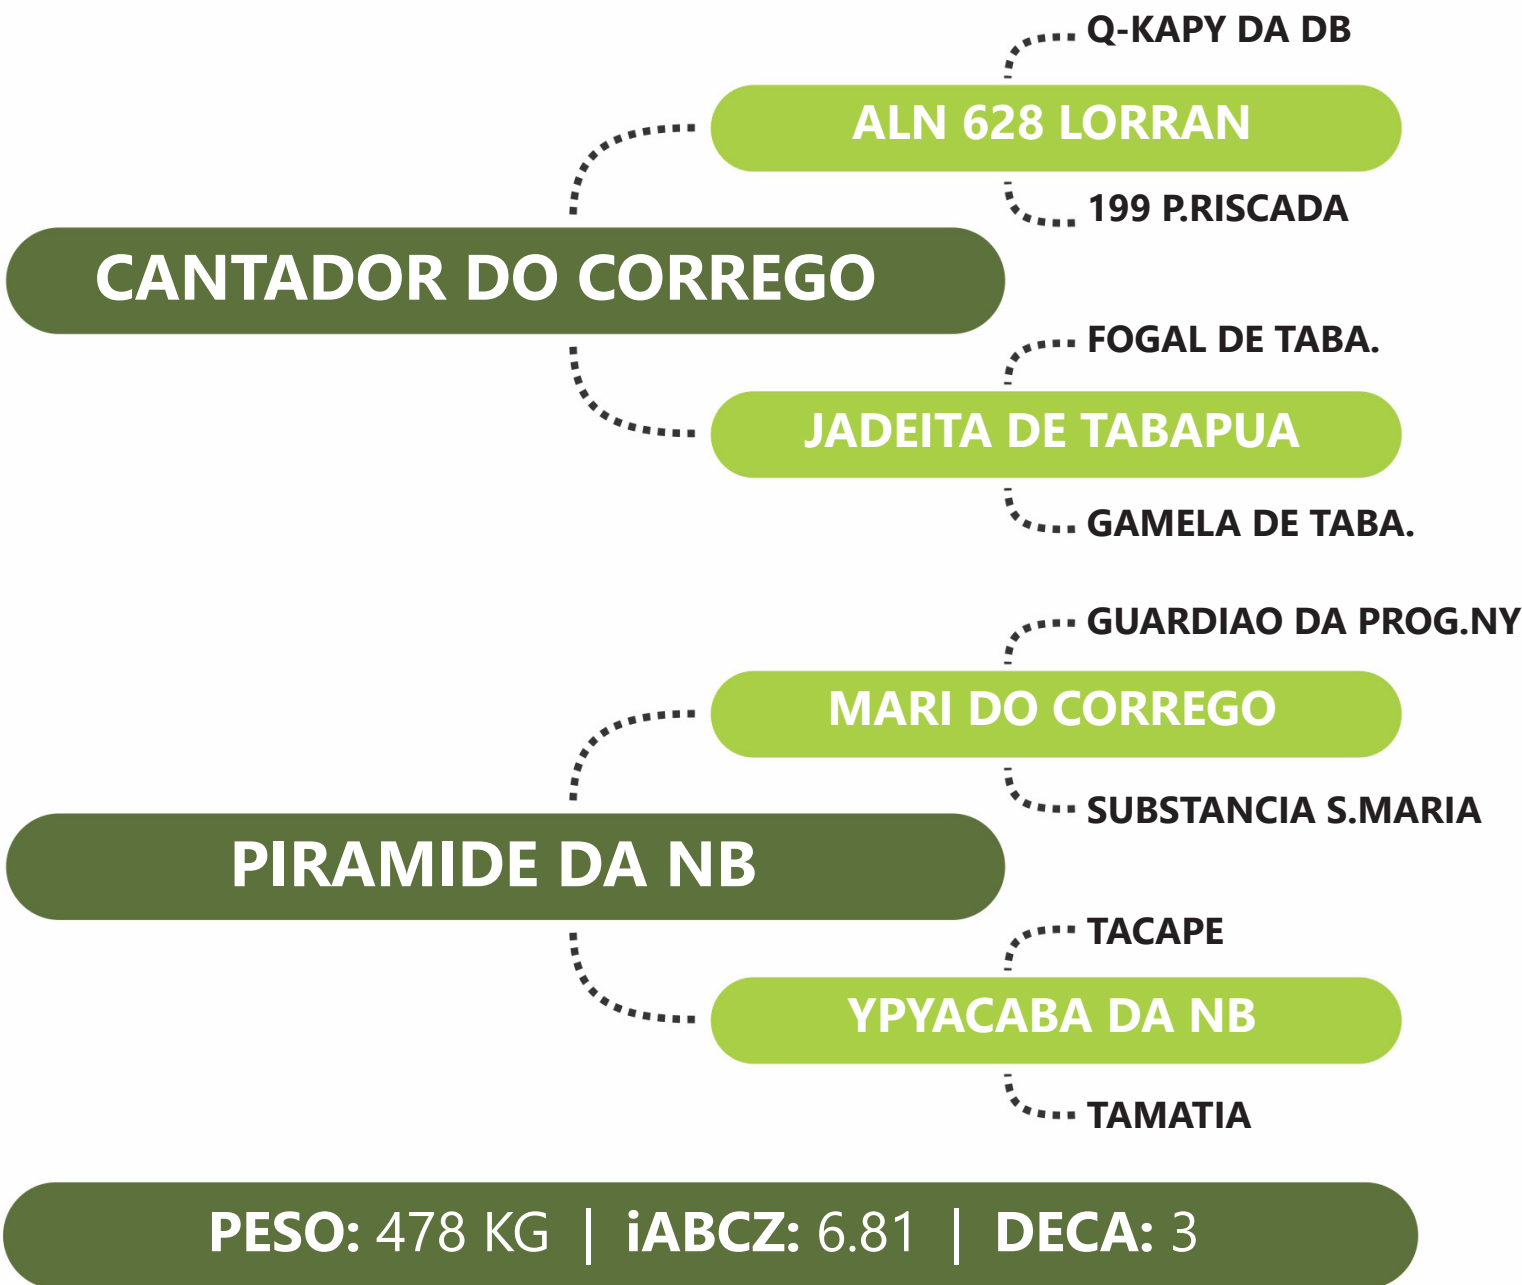 Q-KAPY DA DB
ALN 628 LORRAN
199 P.RISCADA
CANTADOR DO CORREGO
FOGAL DE TABA.
JADEITA DE TABAPUA
GAMELA DE TABA.
GUARDIAO DA PROG.NY
MARI DO CORREGO
SUBSTANCIA S.MARIA
PIRAMIDE DA NB
TACAPE
YPYACABA DA NB
TAMATIA
PESO: 478 KG | iABCZ: 6.81 | DECA: 3